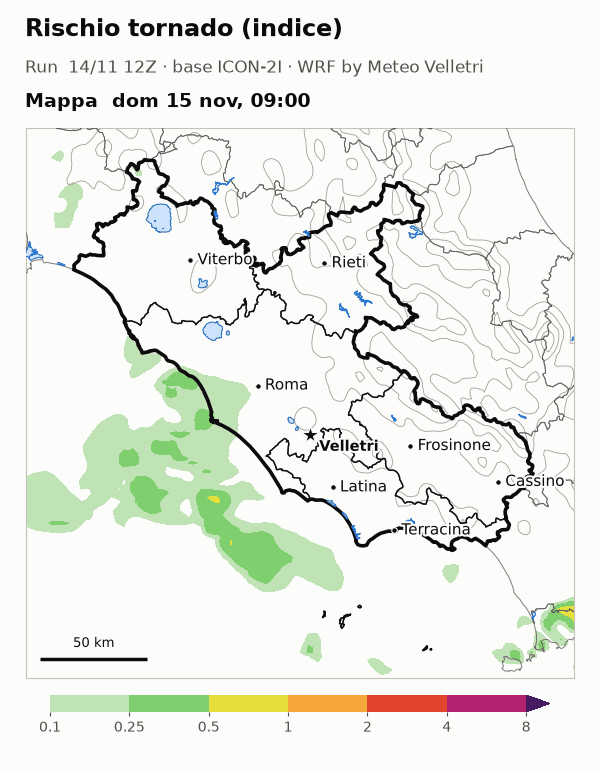 Rischio tornado (indice)
Run  14/11 12Z · base ICON-2I · WRF by Meteo Velletri
Mappa  dom 15 nov, 09:00
Viterbo
Rieti
Roma
Velletri
Frosinone
Latina
Cassino
Terracina
50 km
0.1 0.25 0.5 1 2 4 8